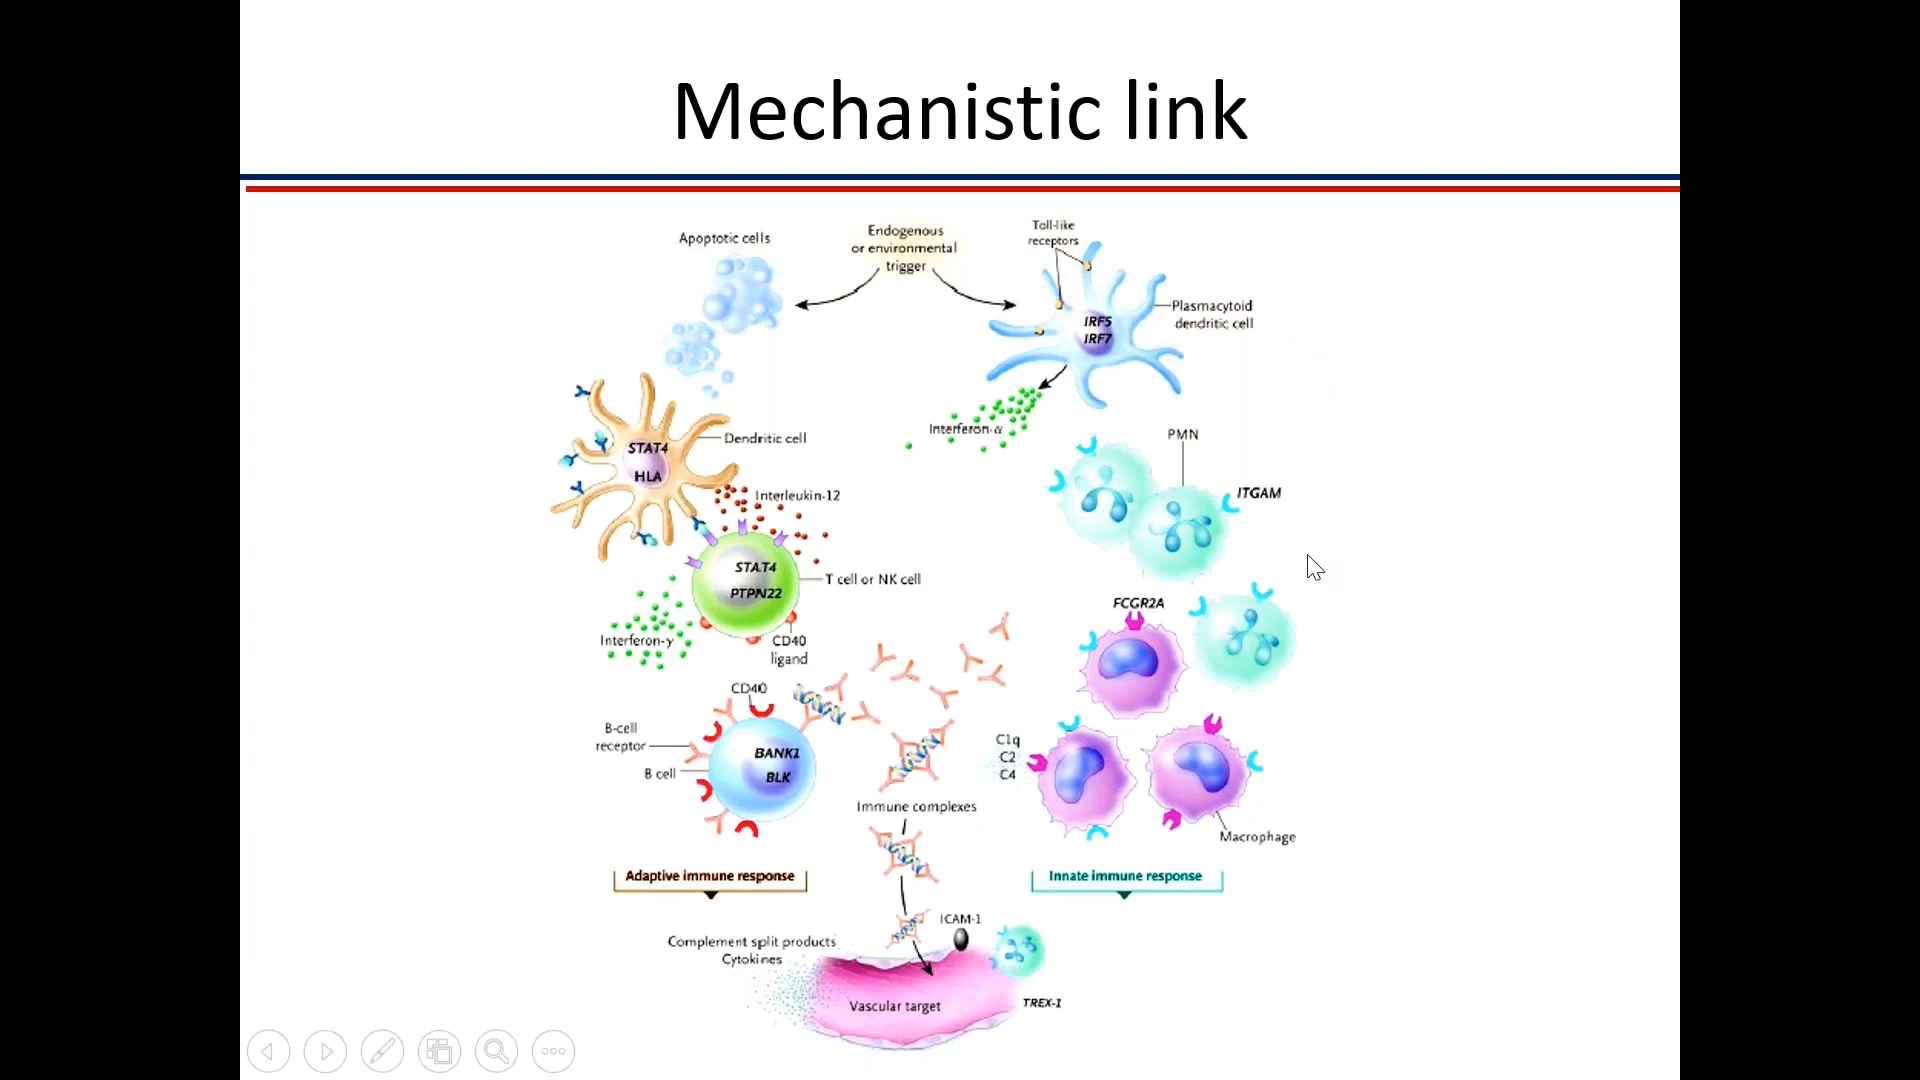 Mechanistic link
Apoptotic cells
Endogenous
or environmental
trigger
Toll-like
receptors
IRF5
IRF7
Plasmacytoid
dendritic cell
Interferon-α
STAT4
HLA
Dendritic cell
Interleukin-12
PMN
ITGAM
STAT4
PTPN22
T cell or NK cell
Interferon-γ
CD40
ligand
FCGR2A
CD40
B-cell
receptor
B cell
BANK1
BLK
C1q
C2
C4
Immune complexes
Macrophage
Adaptive immune response
Innate immune response
ICAM-1
Complement split products
Cytokines
Vascular target
TREX-1